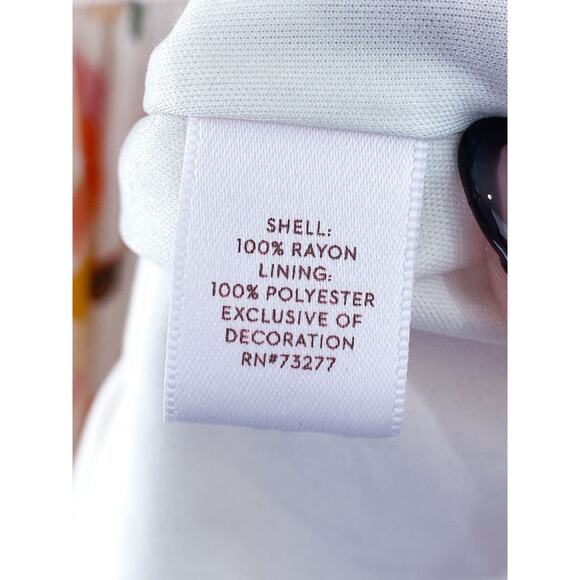 SHELL:
100% RAYON
LINING:
100% POLYESTER
EXCLUSIVE OF
DECORATION
RN#73277